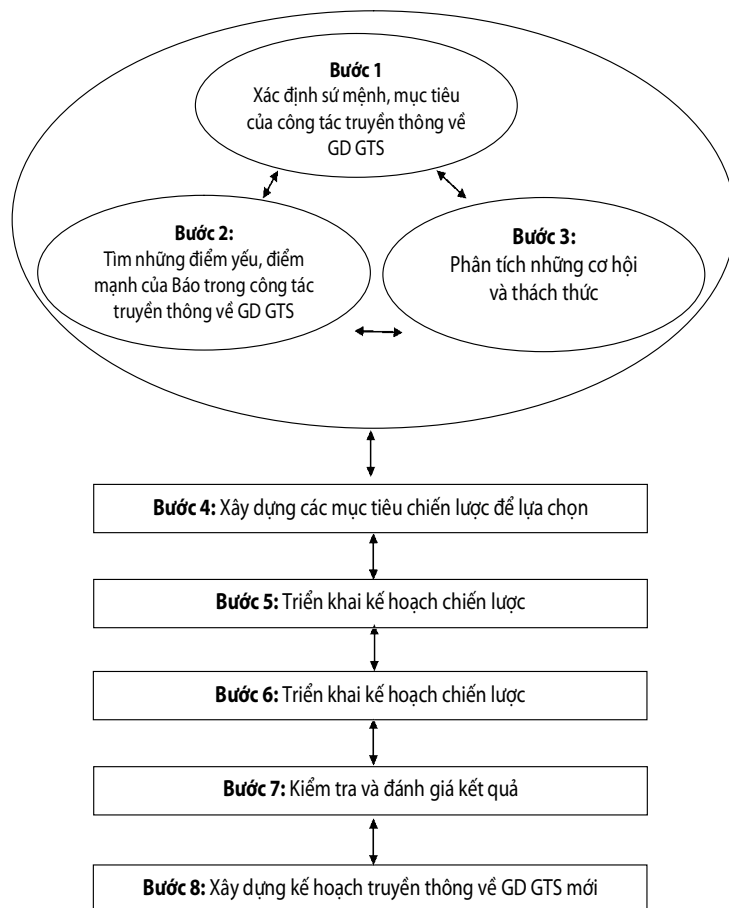 Bước 1
Xác định sứ mệnh, mục tiêu
của công tác truyền thông về
GD GTS
Bước 2:
Tìm những điểm yếu, điểm
mạnh của Báo trong công tác
truyền thông về GD GTS
Bước 3:
Phân tích những cơ hội
và thách thức
Bước 4: Xây dựng các mục tiêu chiến lược để lựa chọn
Bước 5: Triển khai kế hoạch chiến lược
Bước 6: Triển khai kế hoạch chiến lược
Bước 7: Kiểm tra và đánh giá kết quả
Bước 8: Xây dựng kế hoạch truyền thông về GD GTS mới